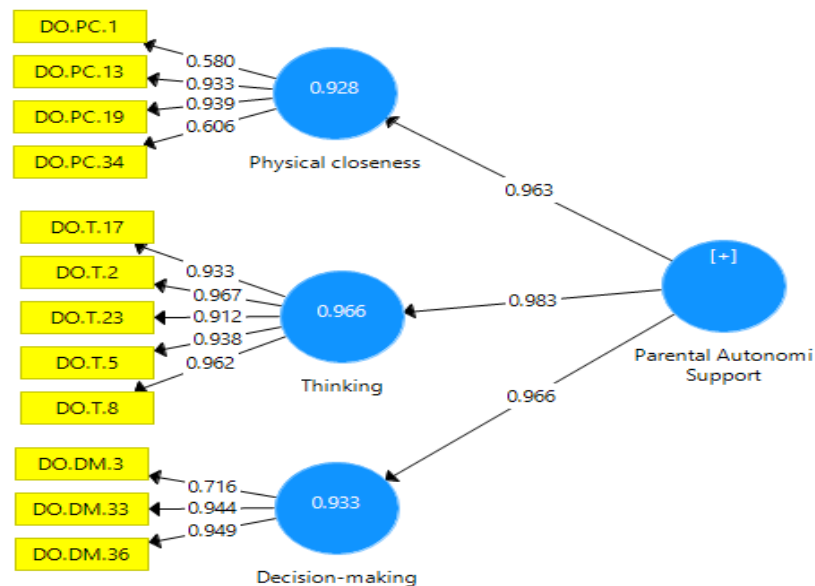 DO.PC.1
0.580
DO.PC.13
0.933
0.928
DO.PC.19
0.939
0.606
DO.PC.34
Physical closeness
0.963
DO.T.17
0.933
DO.T.2
0.967
DO.T.23
0.912
0.966
DO.T.5
0.938
0.962
DO.T.8
Thinking
[+]
0.983
Parental Autonomi
Support
0.966
DO.DM.3
0.716
DO.DM.33
0.944
0.933
0.949
DO.DM.36
Decision-making